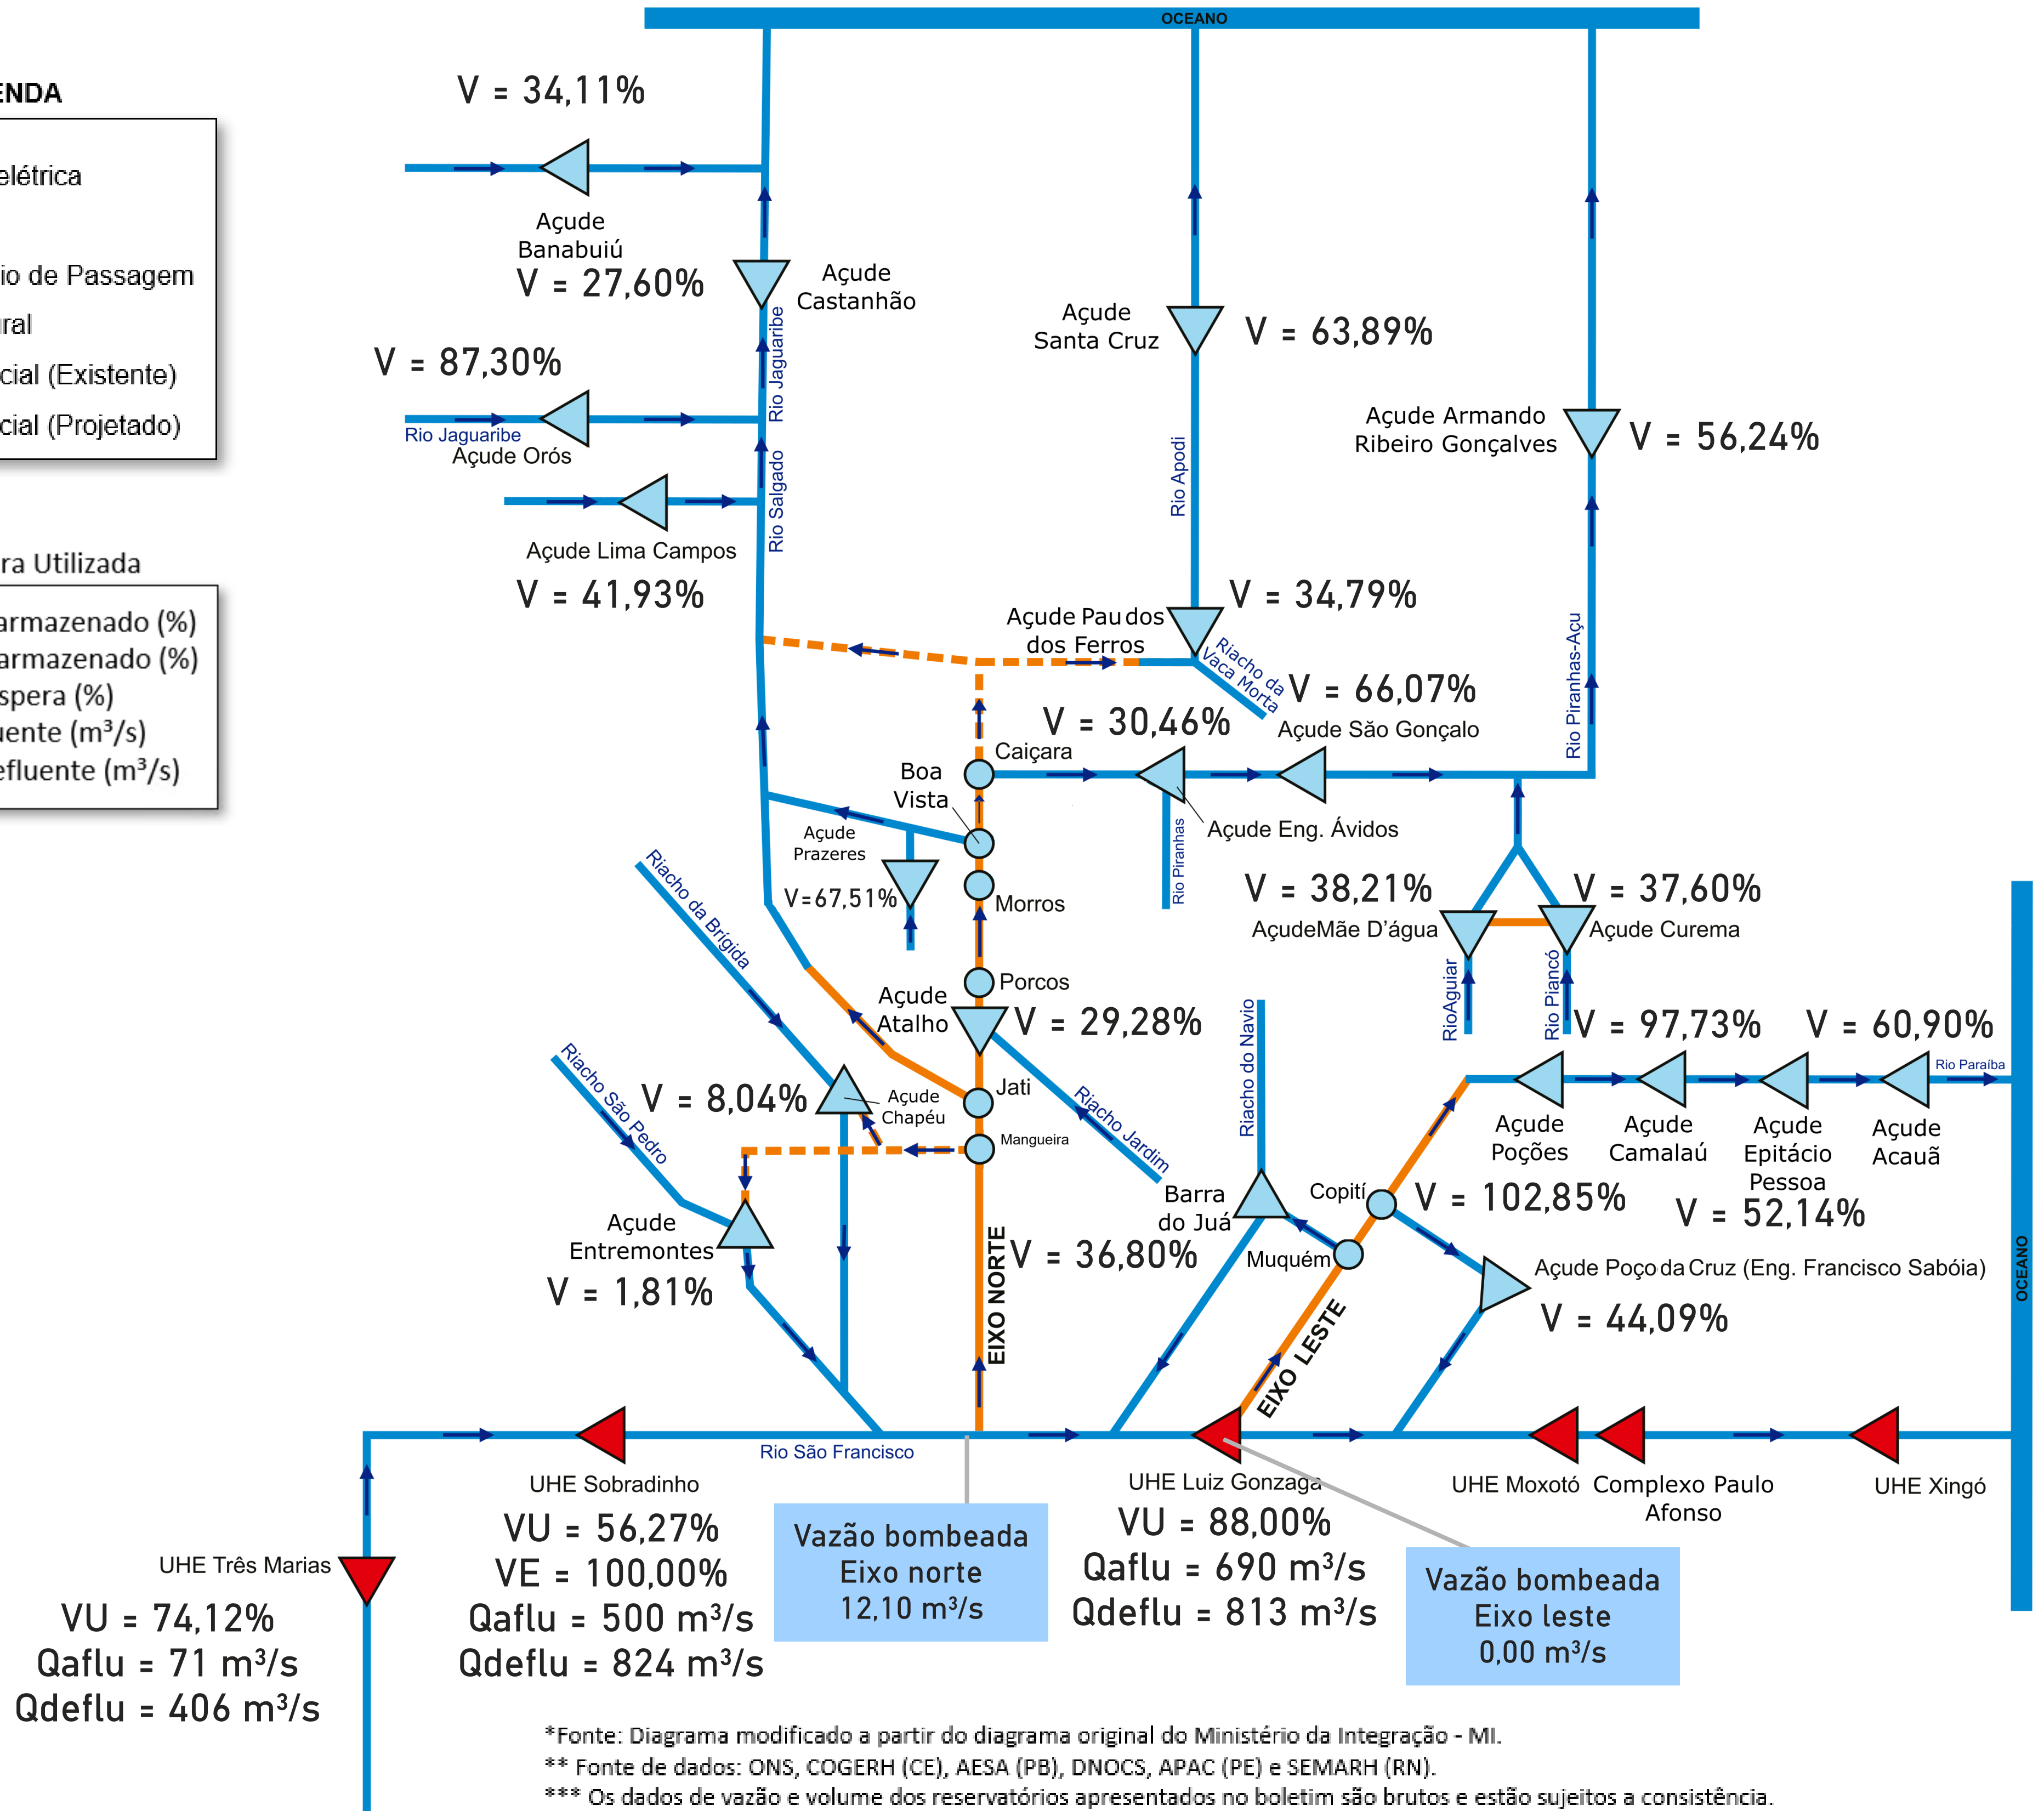 OCEANO
ENDA
elétrica
io de Passagem
ural
cial (Existente)
cial (Projetado)
ra Utilizada
armazenado (%)
armazenado (%)
spera (%)
uente (m³/s)
efluente (m³/s)
V = 34,11%
Açude
Banabuiú
V = 27,60%
Açude
Castanhão
V = 87,30%
Rio Jaguaribe
Açude Orós
Rio Jaguaribe
Rio Salgado
Açude Lima Campos
V = 41,93%
Açude
Santa Cruz
V = 63,89%
Rio Apodi
Açude Armando
Ribeiro Gonçalves
V = 56,24%
Rio Piranhas-Açu
Açude Pau dos
dos Ferros
V = 34,79%
Riacho da
Vaca Morta
V = 66,07%
Açude São Gonçalo
V = 30,46%
Caiçara
Boa
Vista
Açude Eng. Ávidos
Rio Piranhas
Açude
Prazeres
V=67,51%
Morros
Riacho da Brígida
V = 38,21%
AçudeMãe D'água
V = 37,60%
Açude Curema
RioAguiar
Rio Piancó
Porcos
Açude
Atalho
V = 29,28%
Riacho do Navio
V = 97,73%
V = 60,90%
Rio Paraíba
Riacho São Pedro
V = 8,04%
Açude
Chapéu
Jati
Mangueira
Riacho Jardim
Açude
Poções
Açude
Camalaú
Açude
Epitácio
Pessoa
Açude
Acauã
V = 102,85%
V = 52,14%
Barra
do Juá
Copití
Muquém
Açude
Entremontes
V = 1,81%
EIXO NORTE
V = 36,80%
Açude Poço da Cruz (Eng. Francisco Sabóia)
V = 44,09%
EIXO LESTE
OCEANO
Rio São Francisco
UHE Sobradinho
VU = 56,27%
VE = 100,00%
Qaflu = 500 m³/s
Qdeflu = 824 m³/s
Vazão bombeada
Eixo norte
12,10 m³/s
UHE Luiz Gonzaga
VU = 88,00%
Qaflu = 690 m³/s
Qdeflu = 813 m³/s
Vazão bombeada
Eixo leste
0,00 m³/s
UHE Moxotó
Complexo Paulo
Afonso
UHE Xingó
UHE Três Marias
VU = 74,12%
Qaflu = 71 m³/s
Qdeflu = 406 m³/s
*Fonte: Diagrama modificado a partir do diagrama original do Ministério da Integração - MI.
** Fonte de dados: ONS, COGERH (CE), AESA (PB), DNOCS, APAC (PE) e SEMARH (RN).
*** Os dados de vazão e volume dos reservatórios apresentados no boletim são brutos e estão sujeitos a consistência.